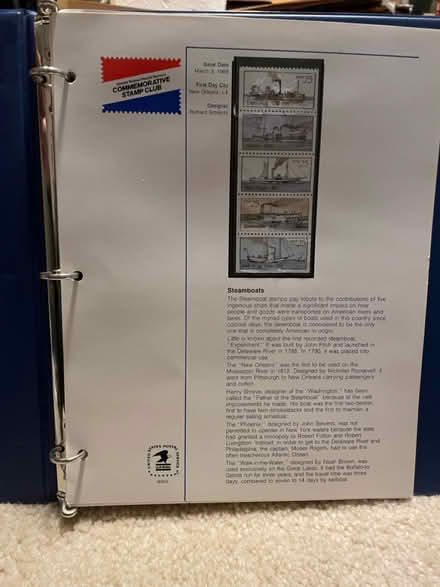 United States Postal Service
COMMEMORATIVE
STAMP CLUB
Issue Date
March 3, 1989
First Day City
New Orleans, LA
Designer
Richard Schlecht
Steamboats
The Steamboat stamps pay tribute to the contributions of five
ingenious ships that made a significant impact on how
people and goods were transported on American rivers and
lakes. Of the myriad types of boats used in this country since
colonial days, the steamboat is considered to be the only
one that is completely American in origin.
Little is known about the first recorded steamboat,
"Experiment." It was built by John Fitch and launched in
the Delaware River in 1788. In 1790, it was placed into
commercial use.
The "New Orleans" was the first to be used on the
Mississippi River in 1812. Designed by Nicholas Roosevelt, it
went from Pittsburgh to New Orleans carrying passengers
and cotton.
Henry Shreve, designer of the "Washington," has been
called the "Father of the Steamboat" because of the vast
improvements he made. His boat was the first two-decker,
first to have twin smokestacks and the first to maintain a
regular sailing schedule.
The "Phoenix," designed by John Stevens, was not
permitted to operate in New York waters because the state
had granted a monopoly to Robert Fulton and Robert
Livingston. Instead, in order to get to the Delaware River and
Philadelphia, the captain, Moses Rogers, had to use the
often treacherous Atlantic Ocean.
The "Walk-in-the-Water," designed by Noah Brown, was
used exclusively on the Great Lakes. It had the Buffalo-to-
Detroit run for three years, and the travel time was three
days, compared to seven to 14 days by sailboat.
UNITED STATES POSTAL SERVICE